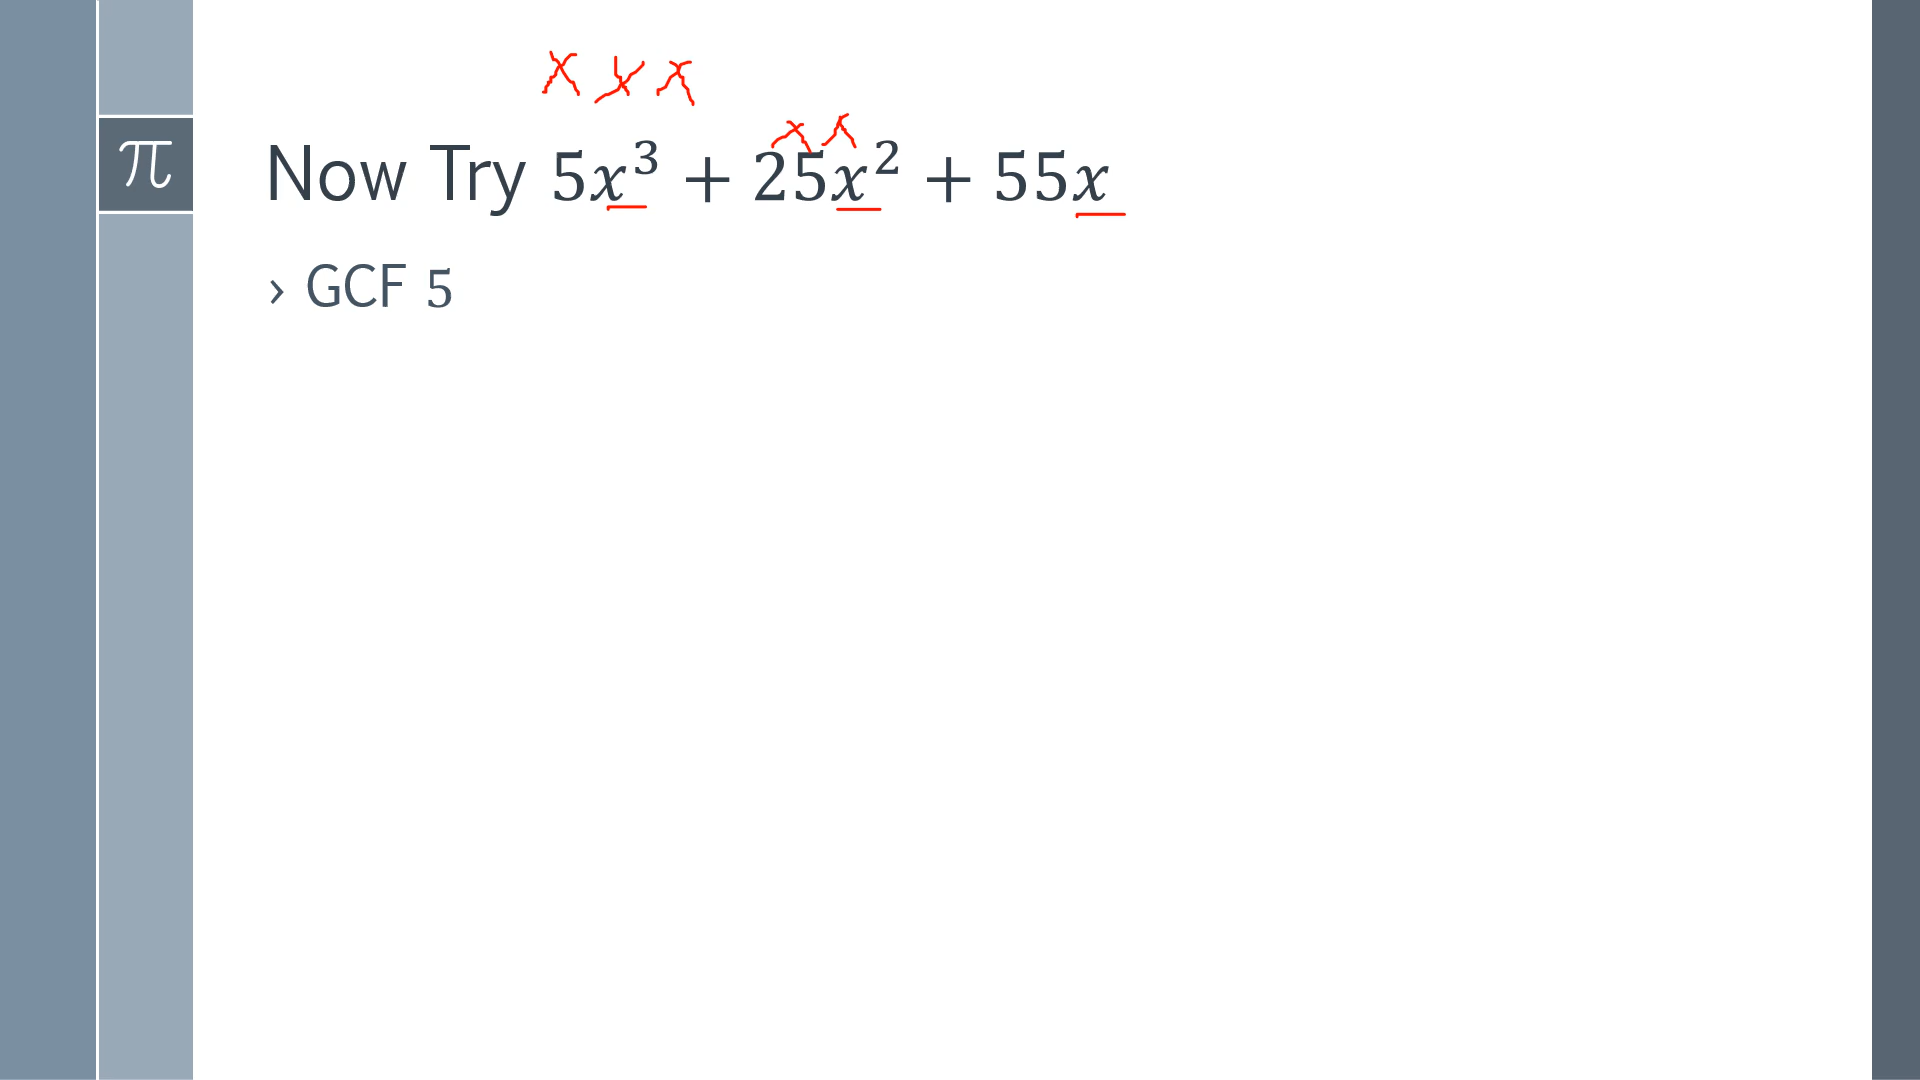 x x x
x x
π Now Try 5x³ + 25x² + 55x
› GCF 5